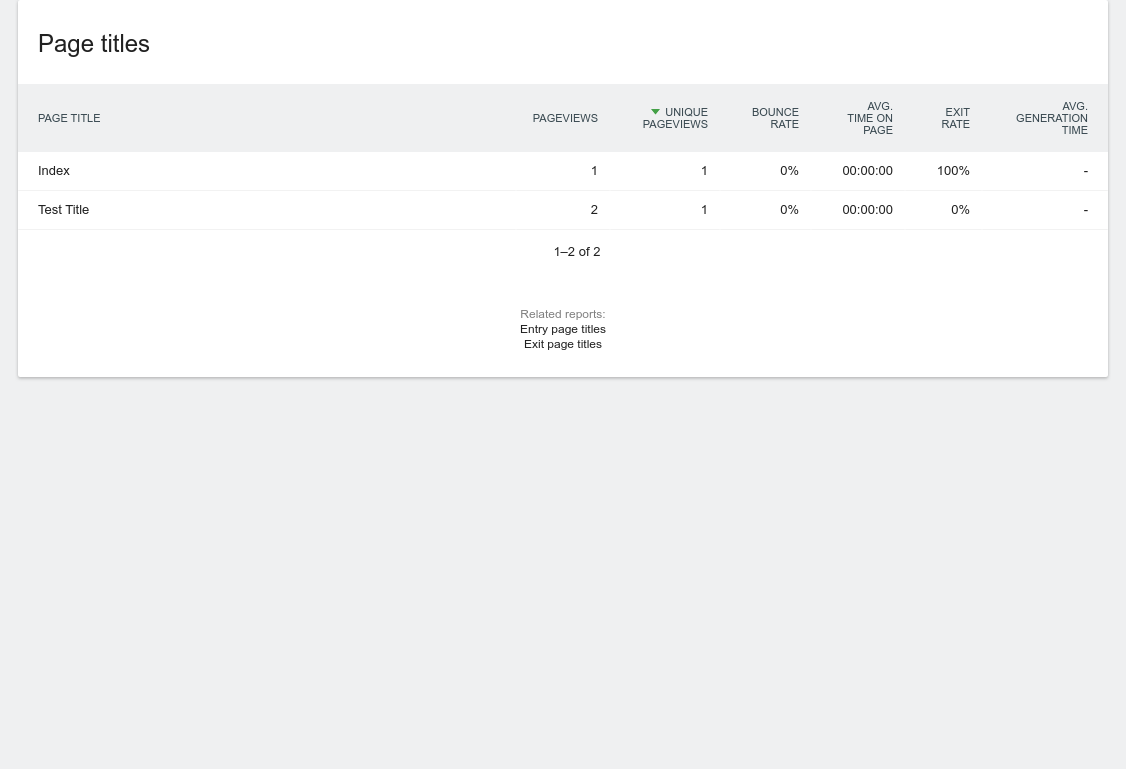 Page titles
PAGE TITLE PAGEVIEWS UNIQUE PAGEVIEWS BOUNCE RATE AVG. TIME ON PAGE EXIT RATE AVG. GENERATION TIME
Index 1 1 0% 00:00:00 100% -
Test Title 2 1 0% 00:00:00 0% -
1–2 of 2
Related reports:
Entry page titles
Exit page titles